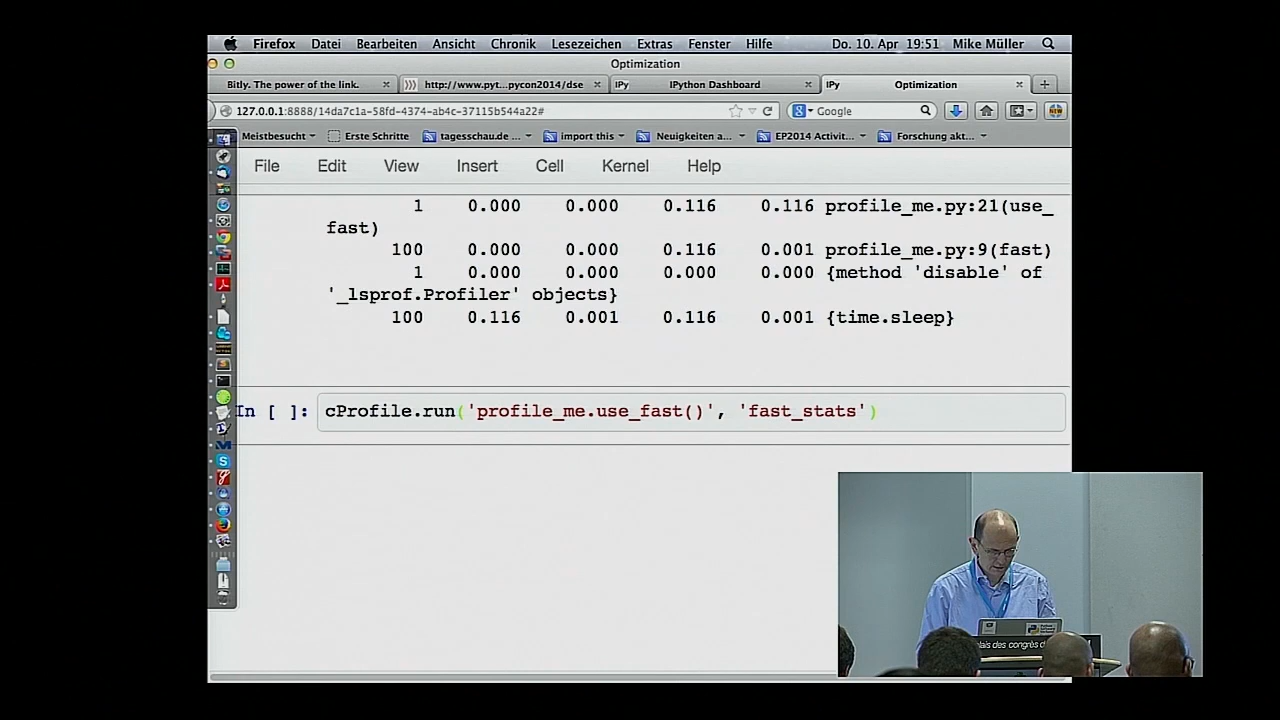 Firefox Datei Bearbeiten Ansicht Chronik Lesezeichen Extras Fenster Hilfe Do. 10. Apr 19:51 Mike Müller
Optimization
Bitly. The power of the link. × http://www.pyt...pycon2014/dse × IPy IPython Dashboard × IPy Optimization × +
127.0.0.1:8888/14da7c1a-58fd-4374-ab4c-37115b544a22# Google
Meistbesucht Erste Schritte tagesschau.de ... import this Neuigkeiten a... EP2014 Activit... Forschung akt...
File Edit View Insert Cell Kernel Help
1 0.000 0.000 0.116 0.116 profile_me.py:21(use_
fast)
100 0.000 0.000 0.116 0.001 profile_me.py:9(fast)
1 0.000 0.000 0.000 0.000 {method 'disable' of
'_lsprof.Profiler' objects}
100 0.116 0.001 0.116 0.001 {time.sleep}
In [ ]: cProfile.run('profile_me.use_fast()', 'fast_stats')
lais des congrès d